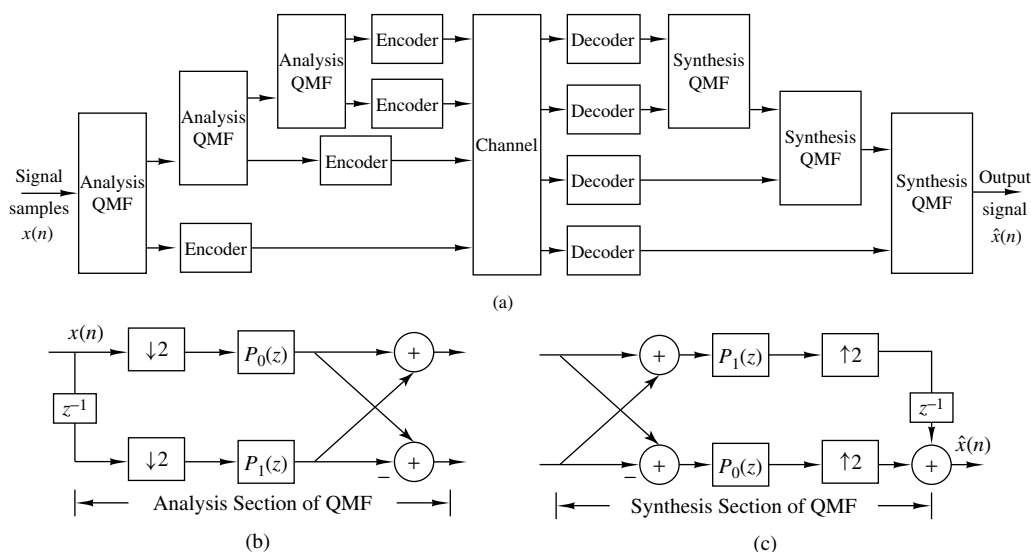 Encoder
Decoder
Analysis
QMF
Synthesis
QMF
Encoder
Decoder
Analysis
QMF
Synthesis
QMF
Signal
samples
x(n)
Analysis
QMF
Encoder
Channel
Decoder
Synthesis
QMF
Output
signal
x̂(n)
Encoder
Decoder
(a)
x(n)
↓2
P₀(z)
+
z⁻¹
↓2
P₁(z)
+
−
Analysis Section of QMF
(b)
+
P₁(z)
↑2
z⁻¹
+
−
P₀(z)
↑2
+
x̂(n)
Synthesis Section of QMF
(c)